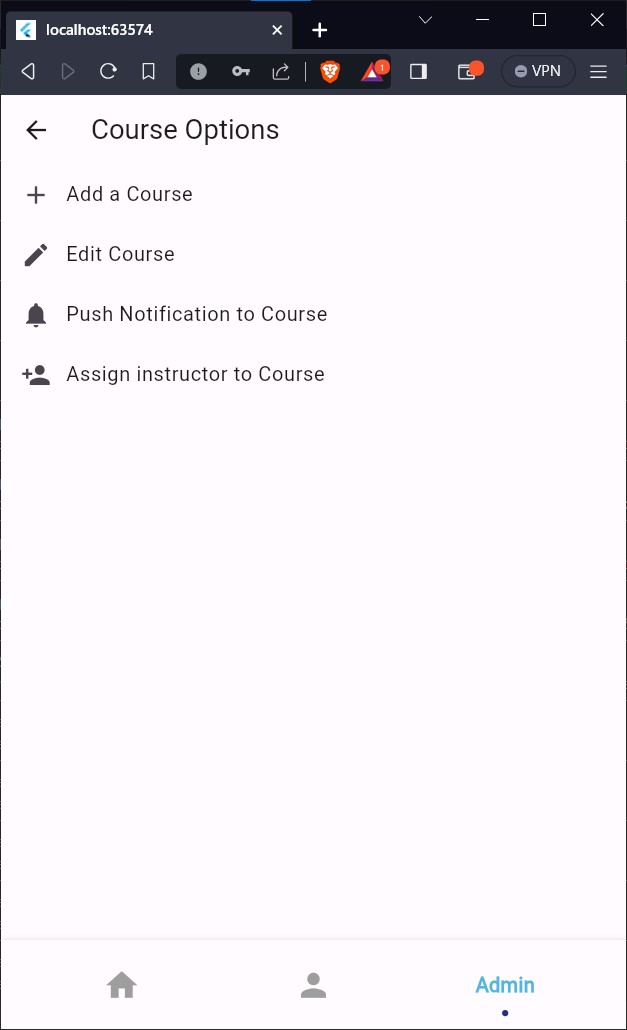 localhost:63574
1
VPN
Course Options
Add a Course
Edit Course
Push Notification to Course
Assign instructor to Course
Admin